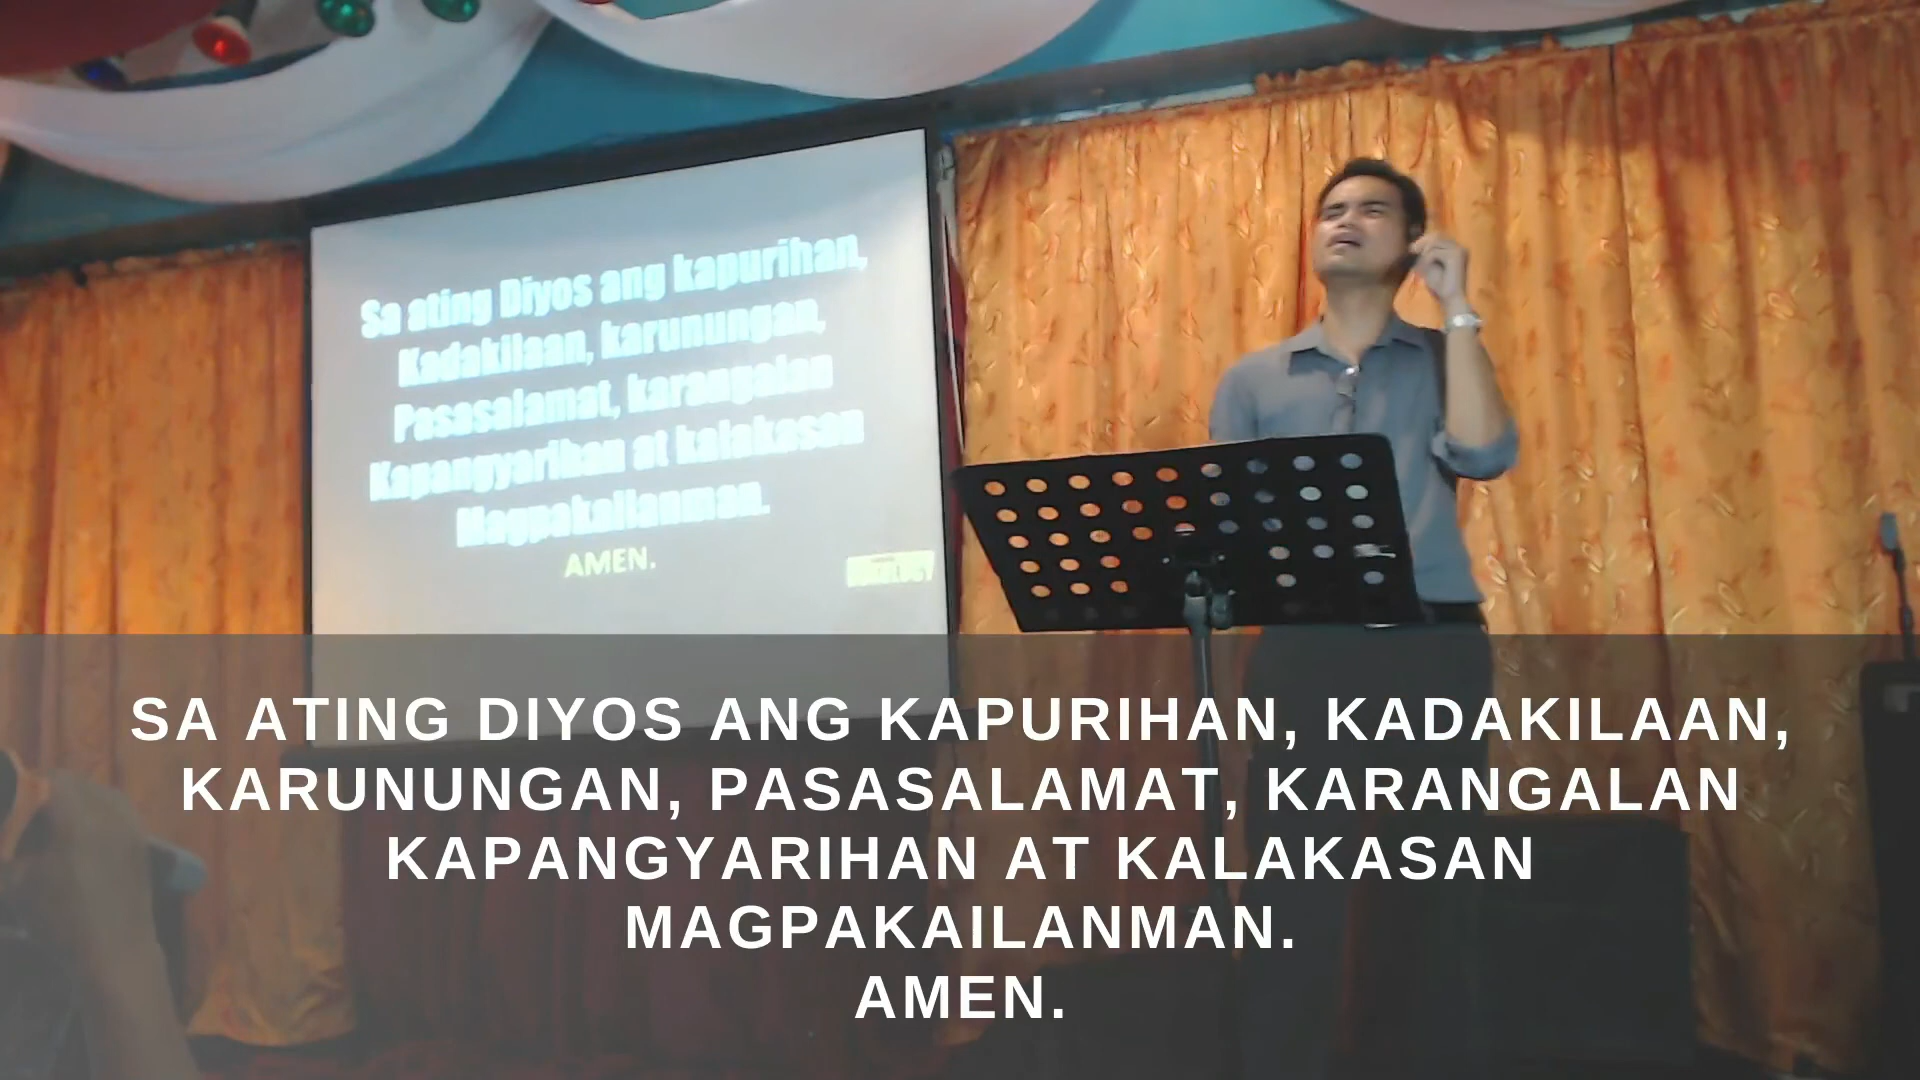 Sa ating Diyos ang kapurihan,
Kadakilaan, karunungan,
Pasasalamat, karangalan
Kapangyarihan at kalakasan
Magpakailanman.
AMEN.
SA ATING DIYOS ANG KAPURIHAN, KADAKILAAN,
KARUNUNGAN, PASASALAMAT, KARANGALAN
KAPANGYARIHAN AT KALAKASAN
MAGPAKAILANMAN.
AMEN.